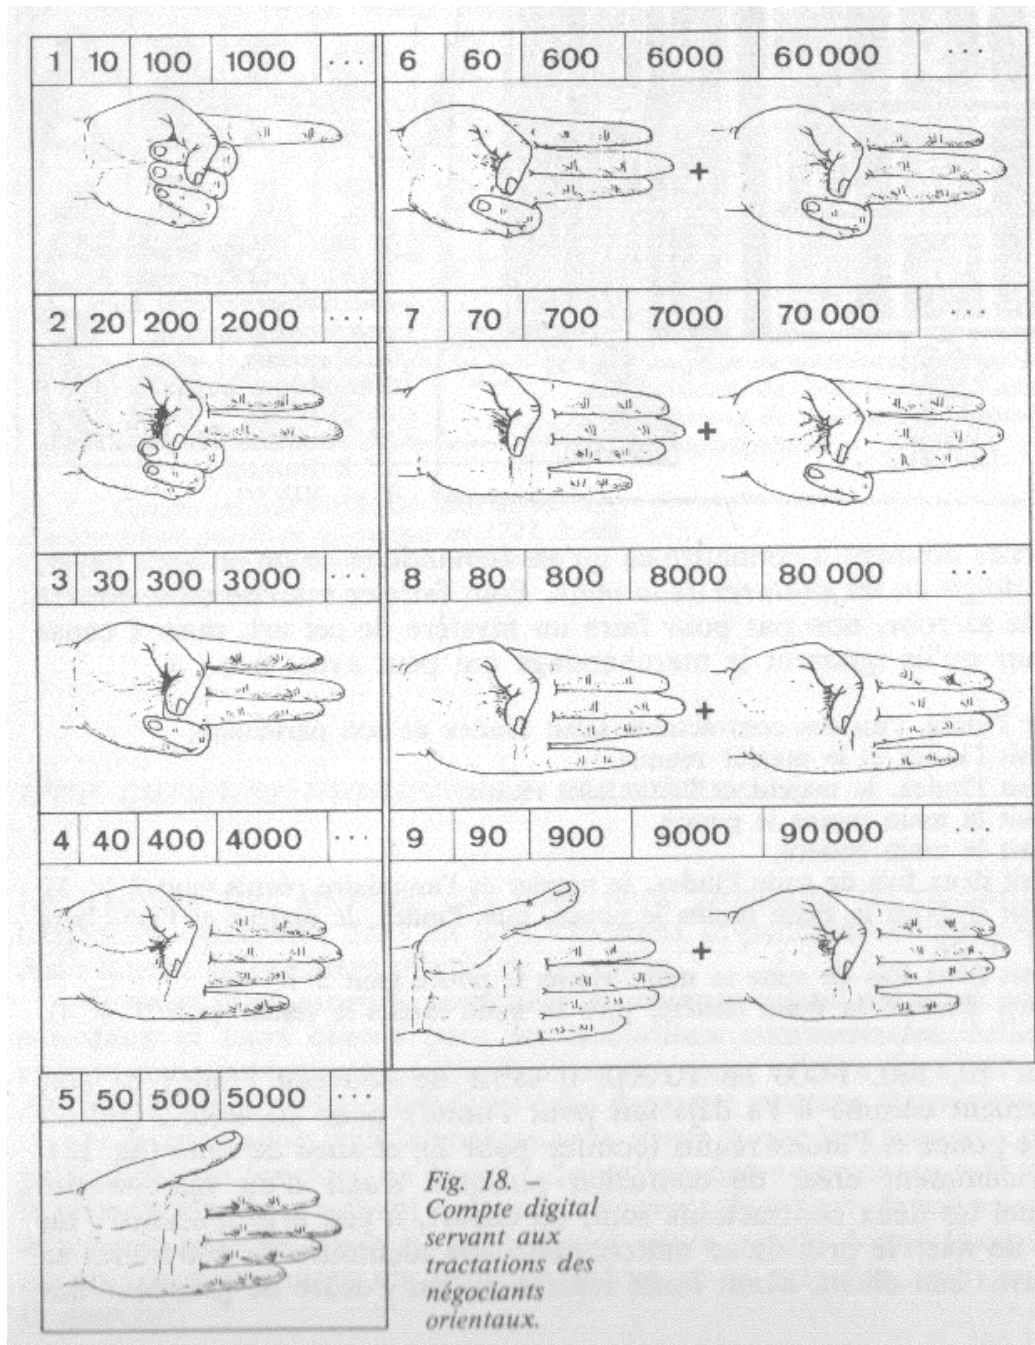 1 10 100 1000 ...
6 60 600 6000 60 000 ...
+
2 20 200 2000 ...
7 70 700 7000 70 000 ...
+
3 30 300 3000 ...
8 80 800 8000 80 000 ...
+
4 40 400 4000 ...
9 90 900 9000 90 000 ...
+
5 50 500 5000 ...
Fig. 18.
Compte digital
servant aux
tractations des
négociants
orientaux.